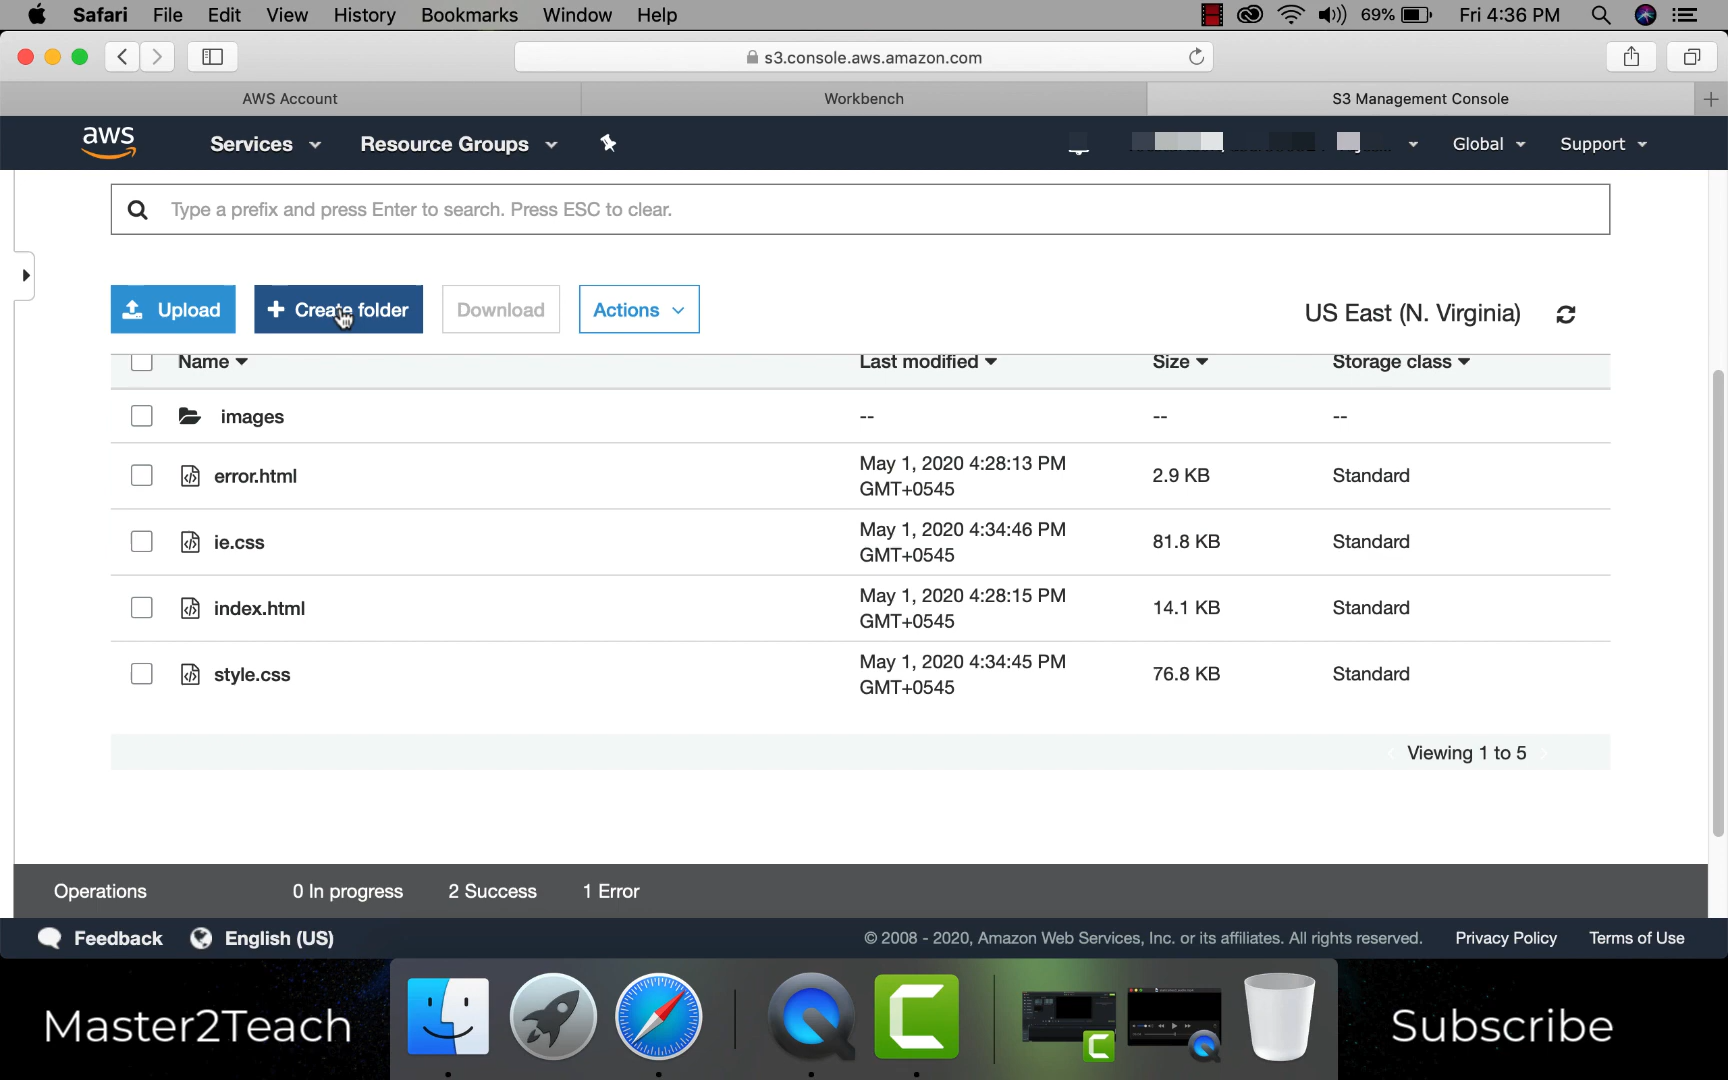 Safari File Edit View History Bookmarks Window Help 69% Fri 4:36 PM
s3.console.aws.amazon.com
AWS Account Workbench S3 Management Console
aws Services Resource Groups Global Support
Type a prefix and press Enter to search. Press ESC to clear.
Upload Create folder Download Actions US East (N. Virginia)
Name Last modified Size Storage class
images -- -- --
error.html May 1, 2020 4:28:13 PM GMT+0545 2.9 KB Standard
ie.css May 1, 2020 4:34:46 PM GMT+0545 81.8 KB Standard
index.html May 1, 2020 4:28:15 PM GMT+0545 14.1 KB Standard
style.css May 1, 2020 4:34:45 PM GMT+0545 76.8 KB Standard
Viewing 1 to 5
Operations 0 In progress 2 Success 1 Error
Feedback English (US) © 2008 - 2020, Amazon Web Services, Inc. or its affiliates. All rights reserved. Privacy Policy Terms of Use
Master2Teach Subscribe